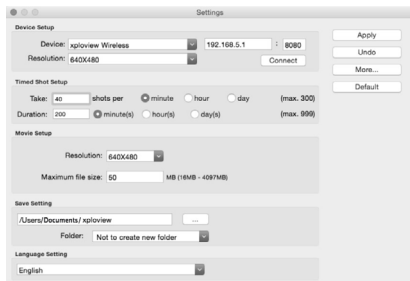 Settings
Device Setup
Device: xploview Wireless 192.168.5.1 : 8080
Resolution: 640X480 Connect
Timed Shot Setup
Take: 40 shots per minute hour day (max. 300)
Duration: 200 minute(s) hour(s) day(s) (max. 999)
Movie Setup
Resolution: 640X480
Maximum file size: 50 MB (16MB - 4097MB)
Save Setting
/Users/Documents/ xploview ...
Folder: Not to create new folder
Language Setting
English
Apply
Undo
More...
Default